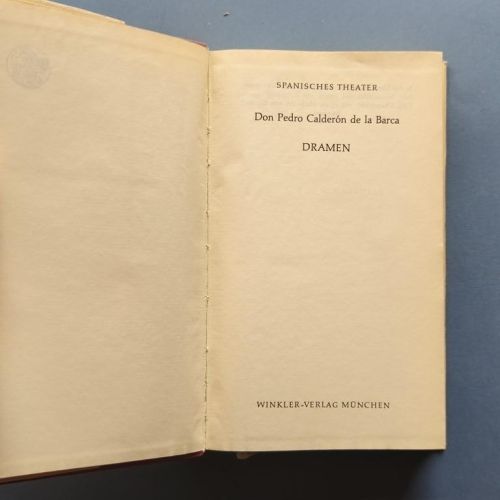 SPANISCHES THEATER
Don Pedro Calderón de la Barca
DRAMEN
WINKLER-VERLAG MÜNCHEN